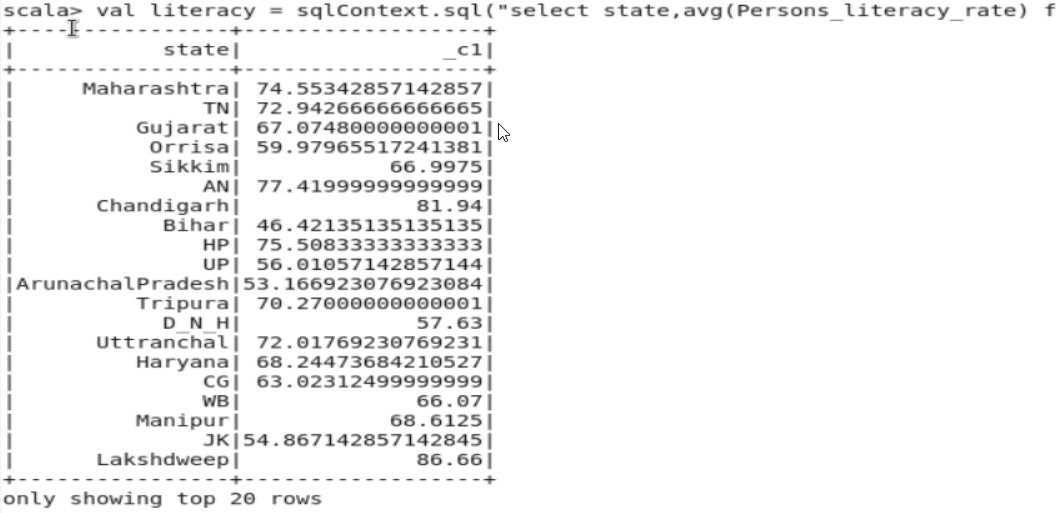 scala> val literacy = sqlContext.sql("select state,avg(Persons_literacy_rate) f
+------------------+------------------+
|             state|               _c1|
+------------------+------------------+
|       Maharashtra| 74.55342857142857|
|                TN| 72.94266666666665|
|           Gujarat| 67.07480000000001|
|            Orrisa| 59.97965517241381|
|            Sikkim|           66.9975|
|                AN| 77.41999999999999|
|        Chandigarh|             81.94|
|             Bihar| 46.42135135135135|
|                HP| 75.50833333333333|
|                UP| 56.01057142857144|
|ArunachalPradesh|53.166923076923084|
|           Tripura| 70.27000000000001|
|             D_N_H|             57.63|
|        Uttranchal| 72.01769230769231|
|           Haryana| 68.24473684210527|
|                CG| 63.02312499999999|
|                WB|             66.07|
|           Manipur|           68.6125|
|                JK|54.867142857142845|
|        Lakshdweep|             86.66|
+------------------+------------------+
only showing top 20 rows